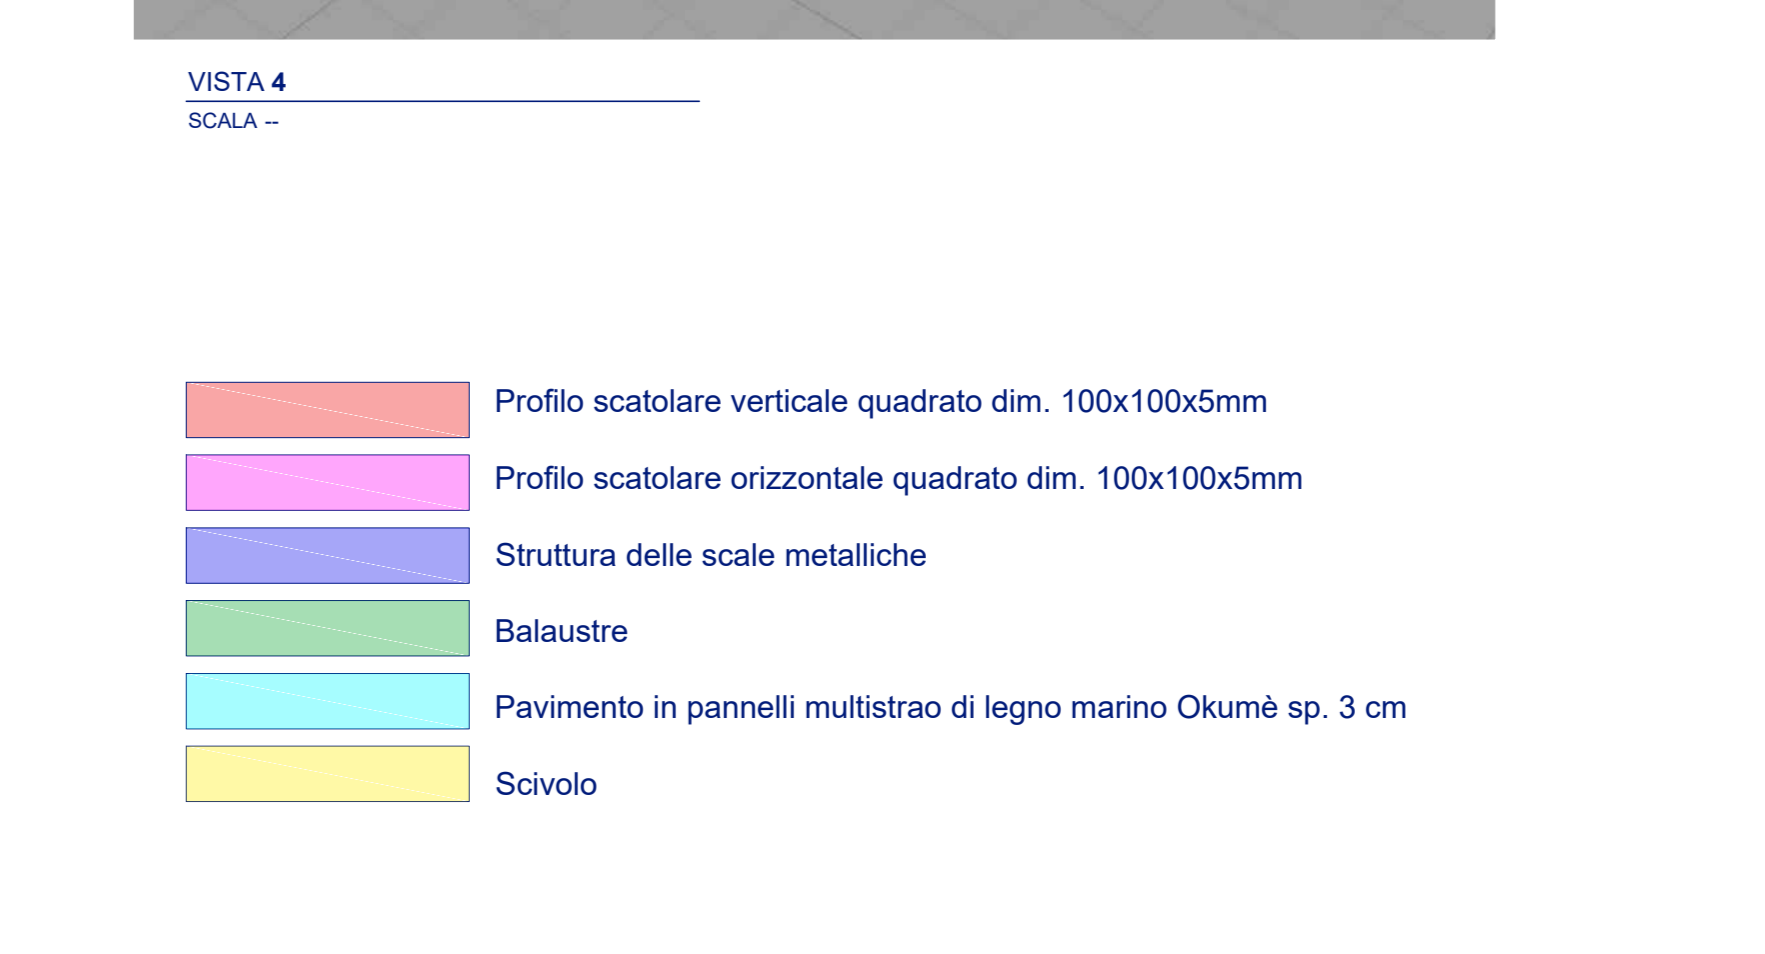 VISTA 4
SCALA --
Profilo scatolare verticale quadrato dim. 100x100x5mm
Profilo scatolare orizzontale quadrato dim. 100x100x5mm
Struttura delle scale metalliche
Balaustre
Pavimento in pannelli multistrao di legno marino Okumè sp. 3 cm
Scivolo